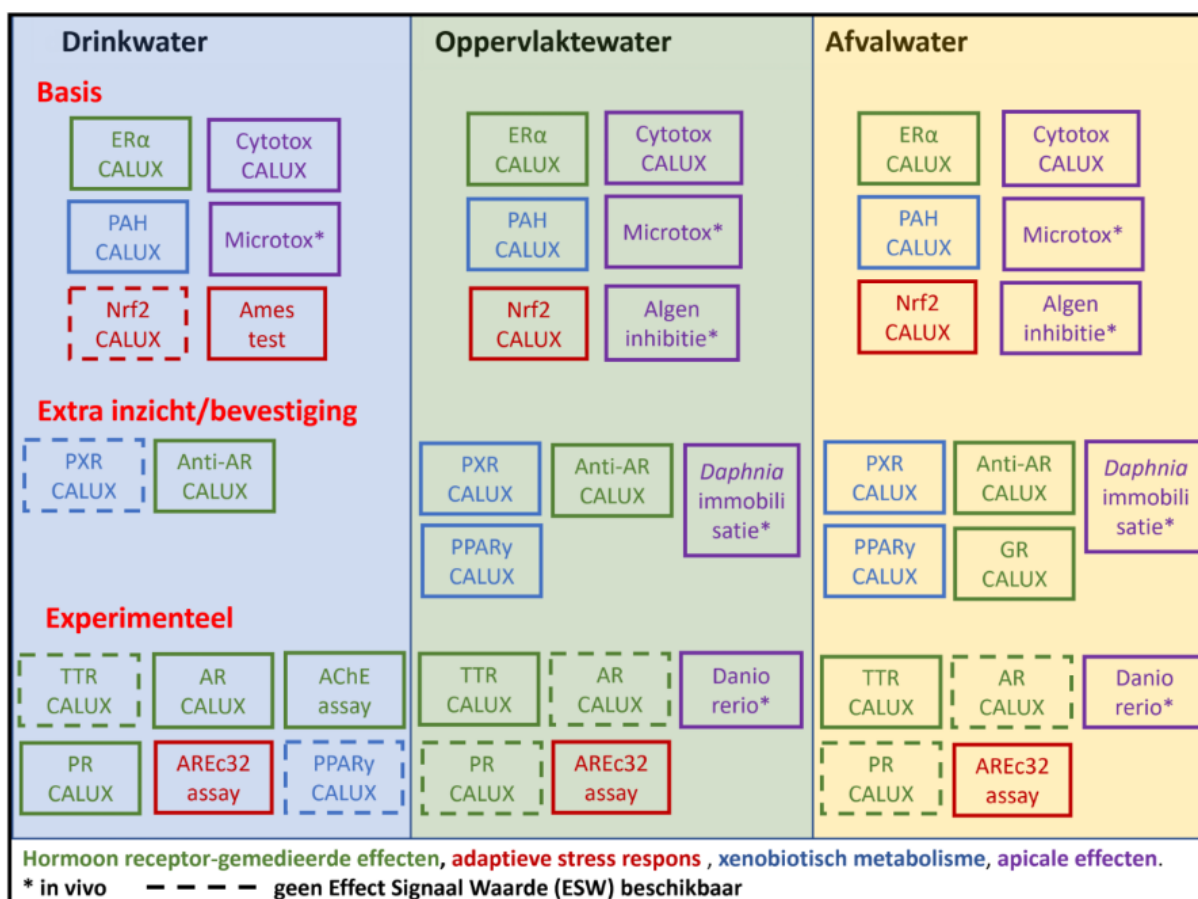 Drinkwater
Oppervlaktewater
Afvalwater
Basis
ERα
CALUX
Cytotox
CALUX
PAH
CALUX
Microtox*
Nrf2
CALUX
Ames
test
ERα
CALUX
Cytotox
CALUX
PAH
CALUX
Microtox*
Nrf2
CALUX
Algen
inhibitie*
ERα
CALUX
Cytotox
CALUX
PAH
CALUX
Microtox*
Nrf2
CALUX
Algen
inhibitie*
Extra inzicht/bevestiging
PXR
CALUX
Anti-AR
CALUX
PXR
CALUX
Anti-AR
CALUX
Daphnia
immobili
satie*
PPARγ
CALUX
PXR
CALUX
Anti-AR
CALUX
Daphnia
immobili
satie*
PPARγ
CALUX
GR
CALUX
Experimenteel
TTR
CALUX
AR
CALUX
AChE
assay
PR
CALUX
AREc32
assay
PPARγ
CALUX
TTR
CALUX
AR
CALUX
Danio
rerio*
PR
CALUX
AREc32
assay
TTR
CALUX
AR
CALUX
Danio
rerio*
PR
CALUX
AREc32
assay
Hormoon receptor-gemedieerde effecten, adaptieve stress respons , xenobiotisch metabolisme, apicale effecten.
* in vivo geen Effect Signaal Waarde (ESW) beschikbaar